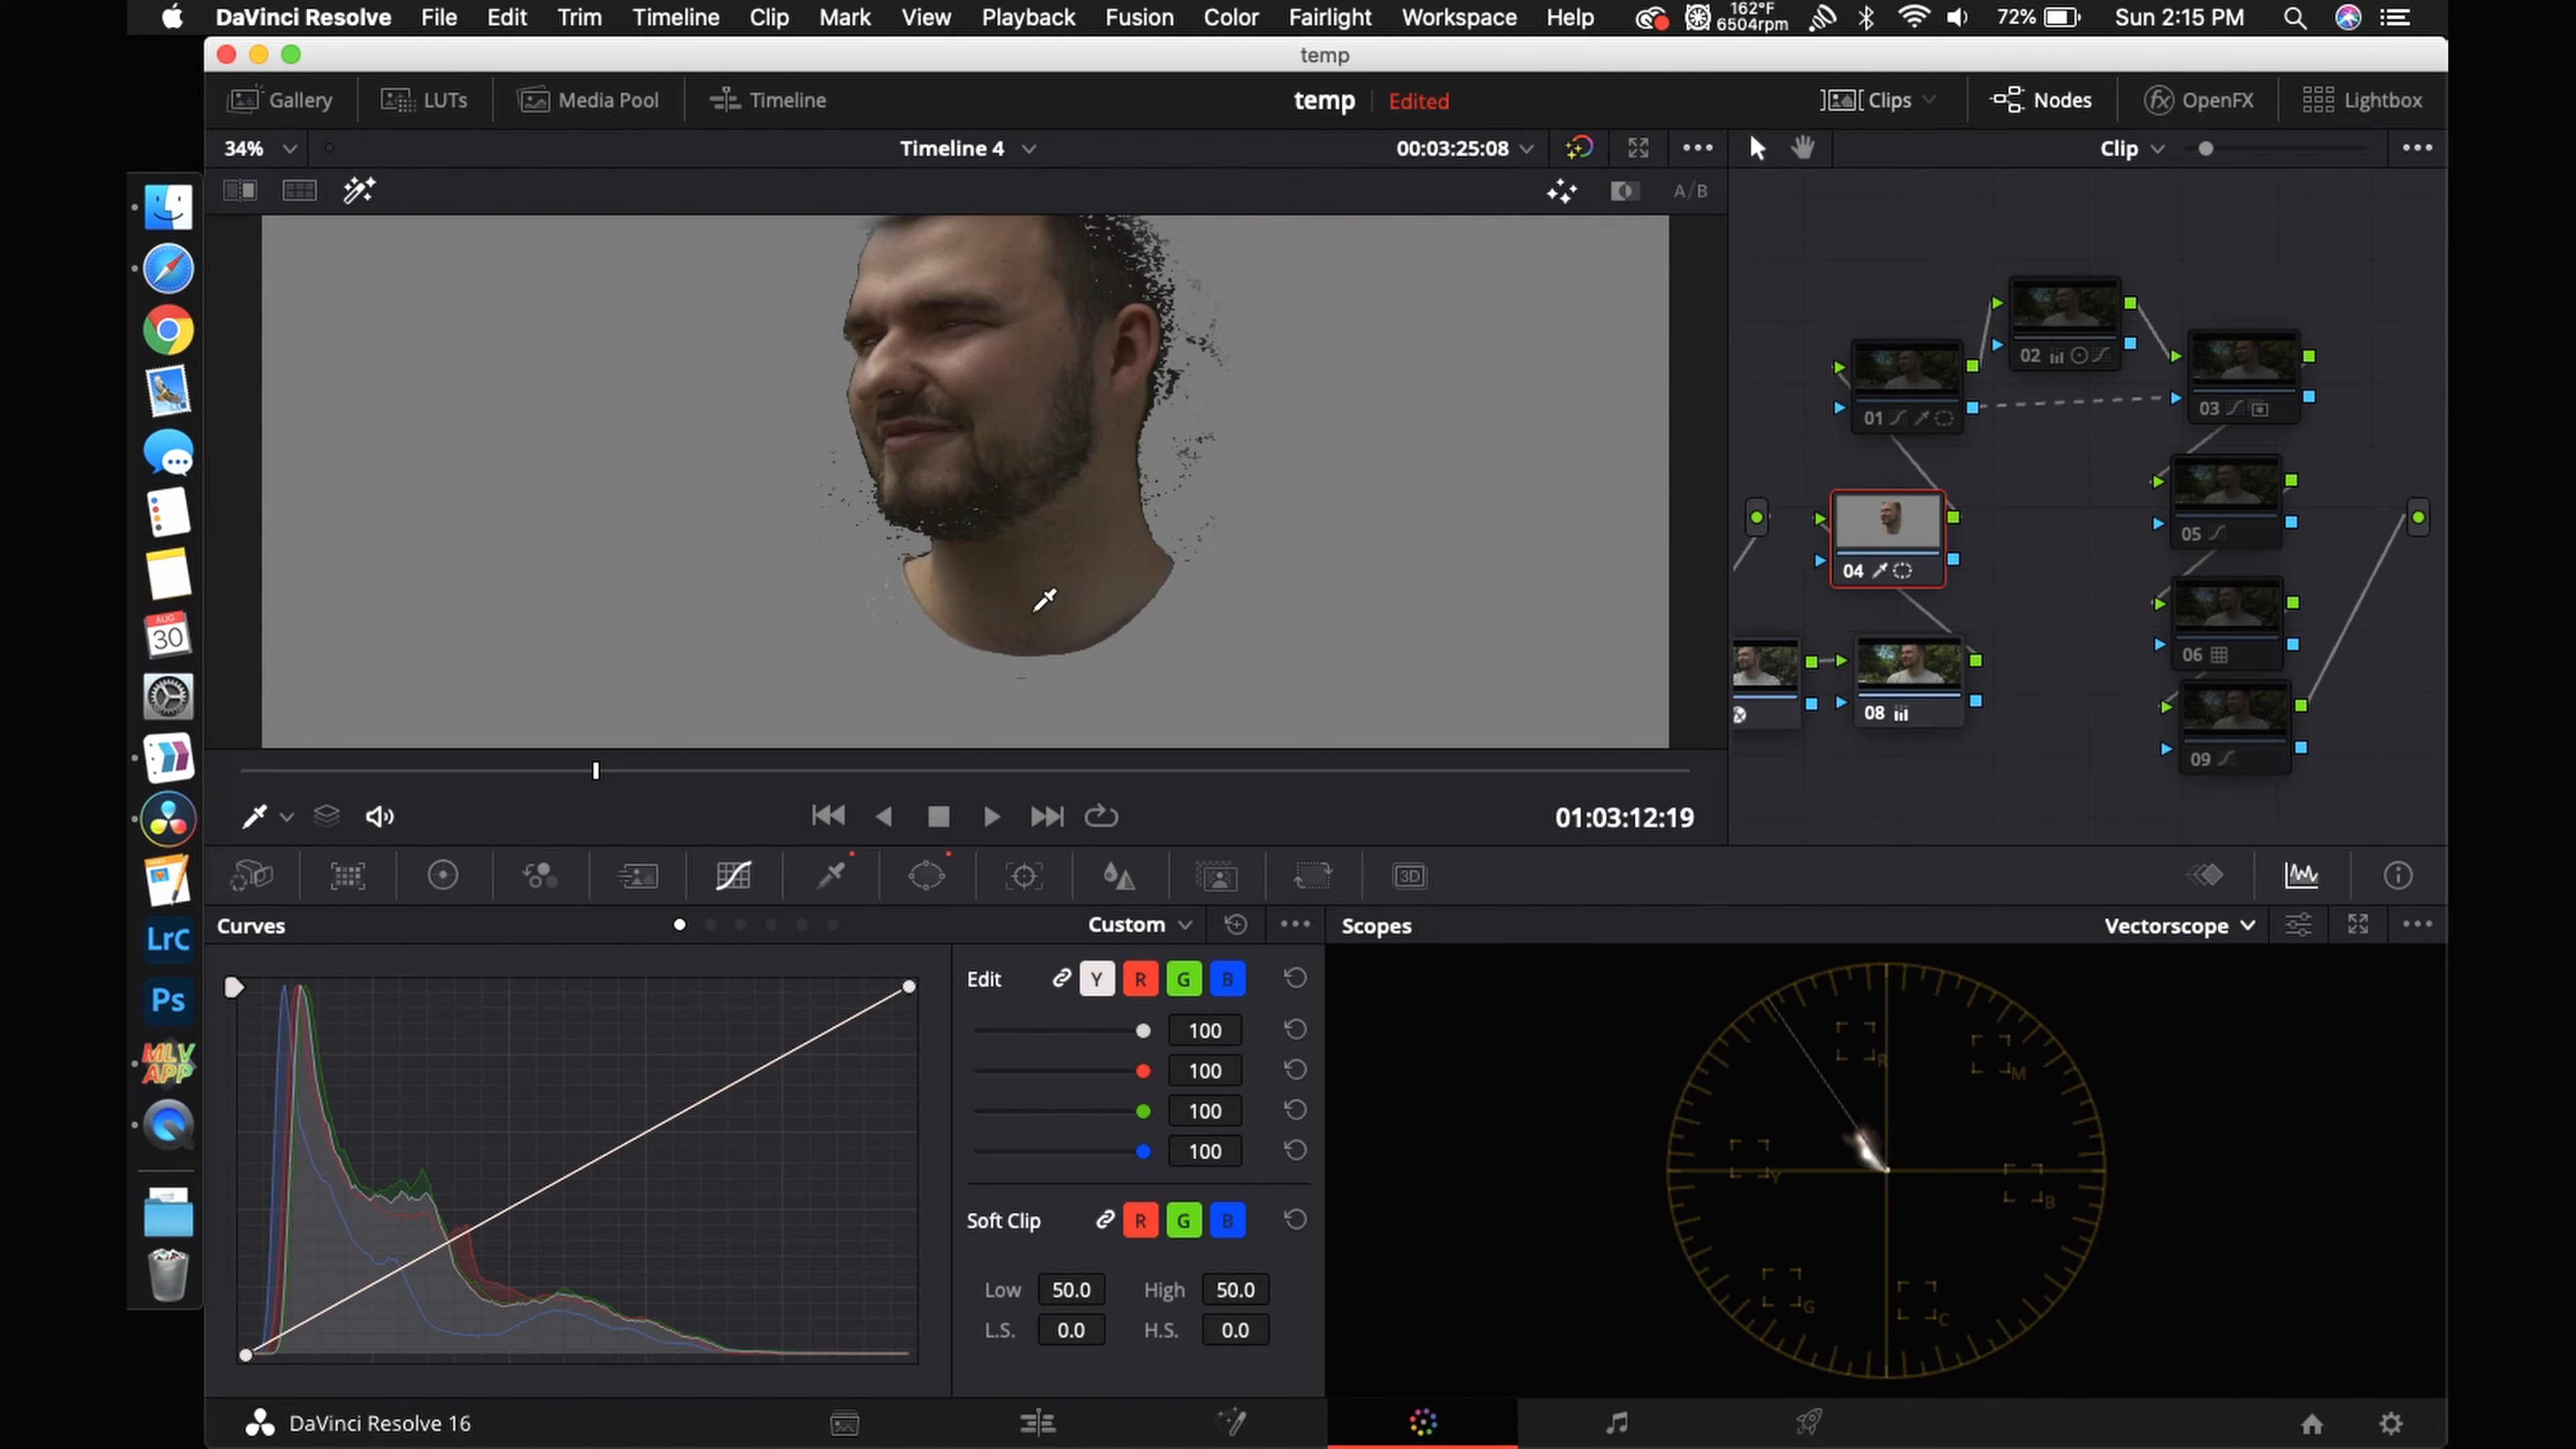 DaVinci Resolve File Edit Trim Timeline Clip Mark View Playback Fusion Color Fairlight Workspace Help 162°F 6504rpm 72% Sun 2:15 PM
temp
Gallery LUTs Media Pool Timeline temp Edited Clips Nodes OpenFX Lightbox
34% Timeline 4 00:03:25:08 Clip
A/B
02
01
03
04
05
08
06
09
AUG
30
01:03:12:19
3D
Curves Custom Scopes Vectorscope
LrC
Ps
MLV
APP
Edit Y R G B
100
100
100
100
Soft Clip R G B
Low 50.0 High 50.0
L.S. 0.0 H.S. 0.0
R
M
Y
B
G
C
DaVinci Resolve 16